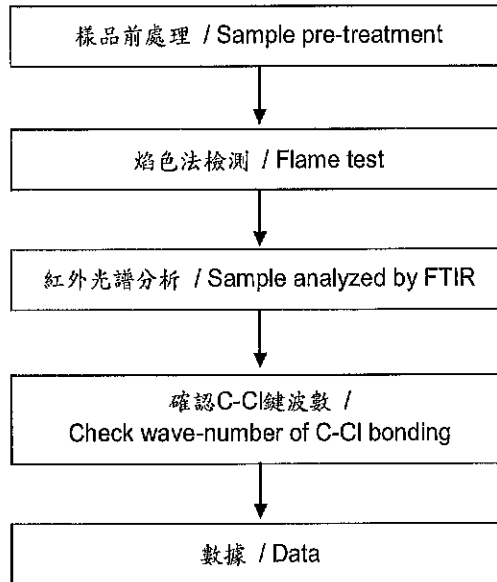 樣品前處理 / Sample pre-treatment
焰色法檢測 / Flame test
紅外光譜分析 / Sample analyzed by FTIR
確認C-Cl鍵波數 /
Check wave-number of C-Cl bonding
數據 / Data